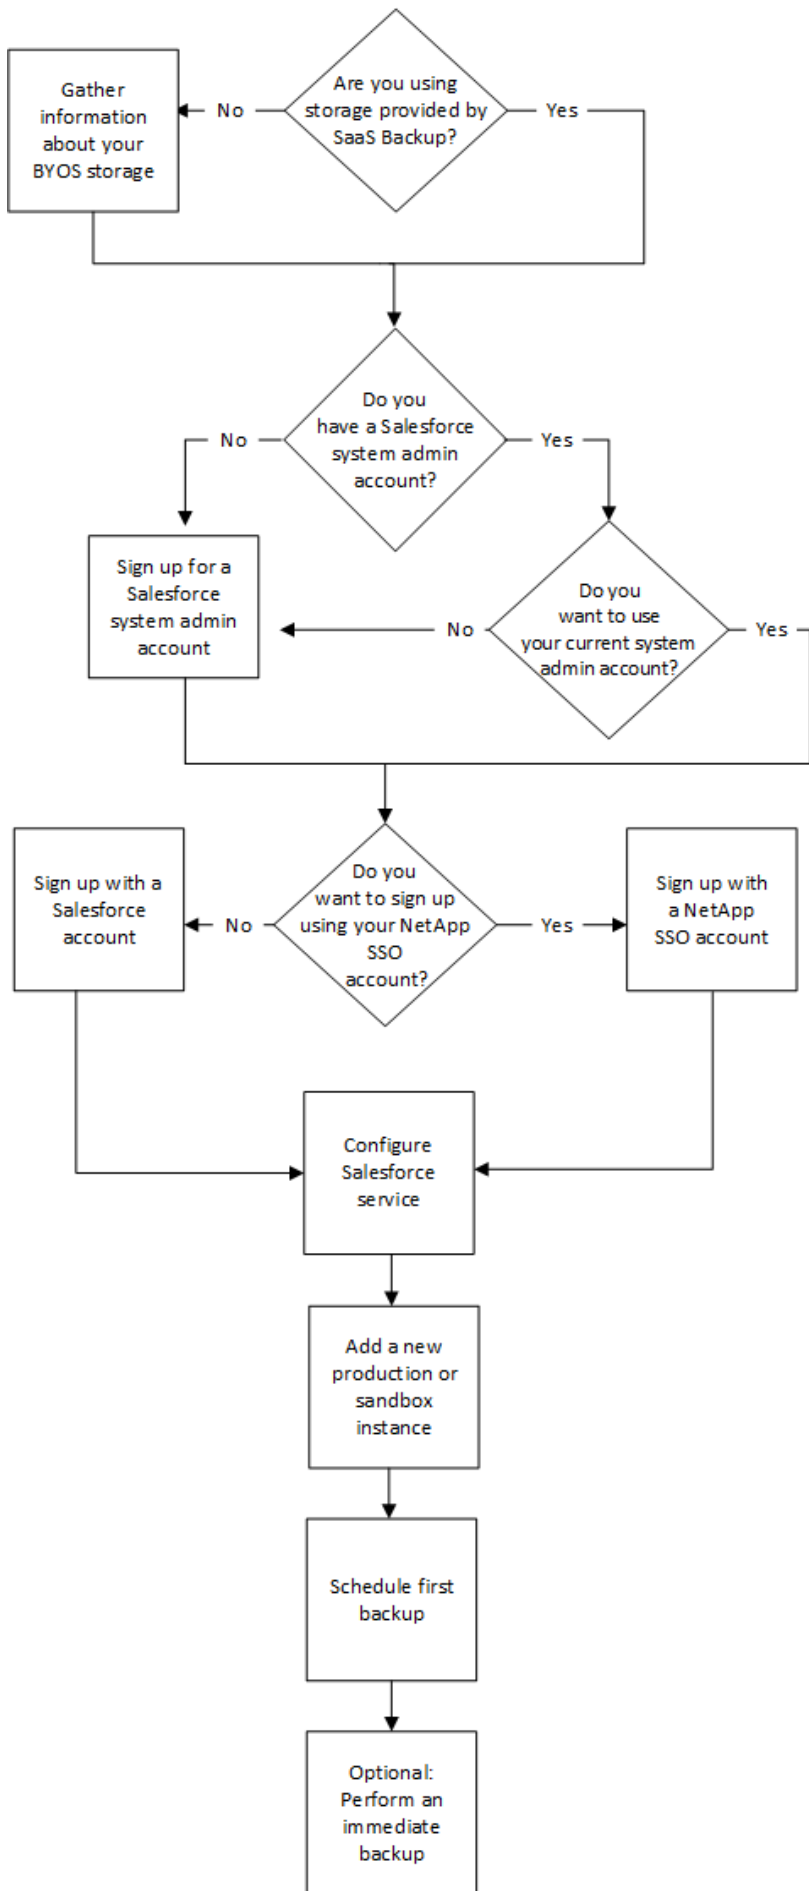 Are you using
storage provided by
SaaS Backup?
No
Yes
Gather
information
about your
BYOS storage
Do you
have a Salesforce
system admin
account?
No
Yes
Sign up for a
Salesforce
system admin
account
Do you
want to use
your current system
admin account?
No
Yes
Do you
want to sign up
using your NetApp
SSO
account?
No
Yes
Sign up with a
Salesforce
account
Sign up with
a NetApp
SSO account
Configure
Salesforce
service
Add a new
production or
sandbox
instance
Schedule first
backup
Optional:
Perform an
immediate
backup